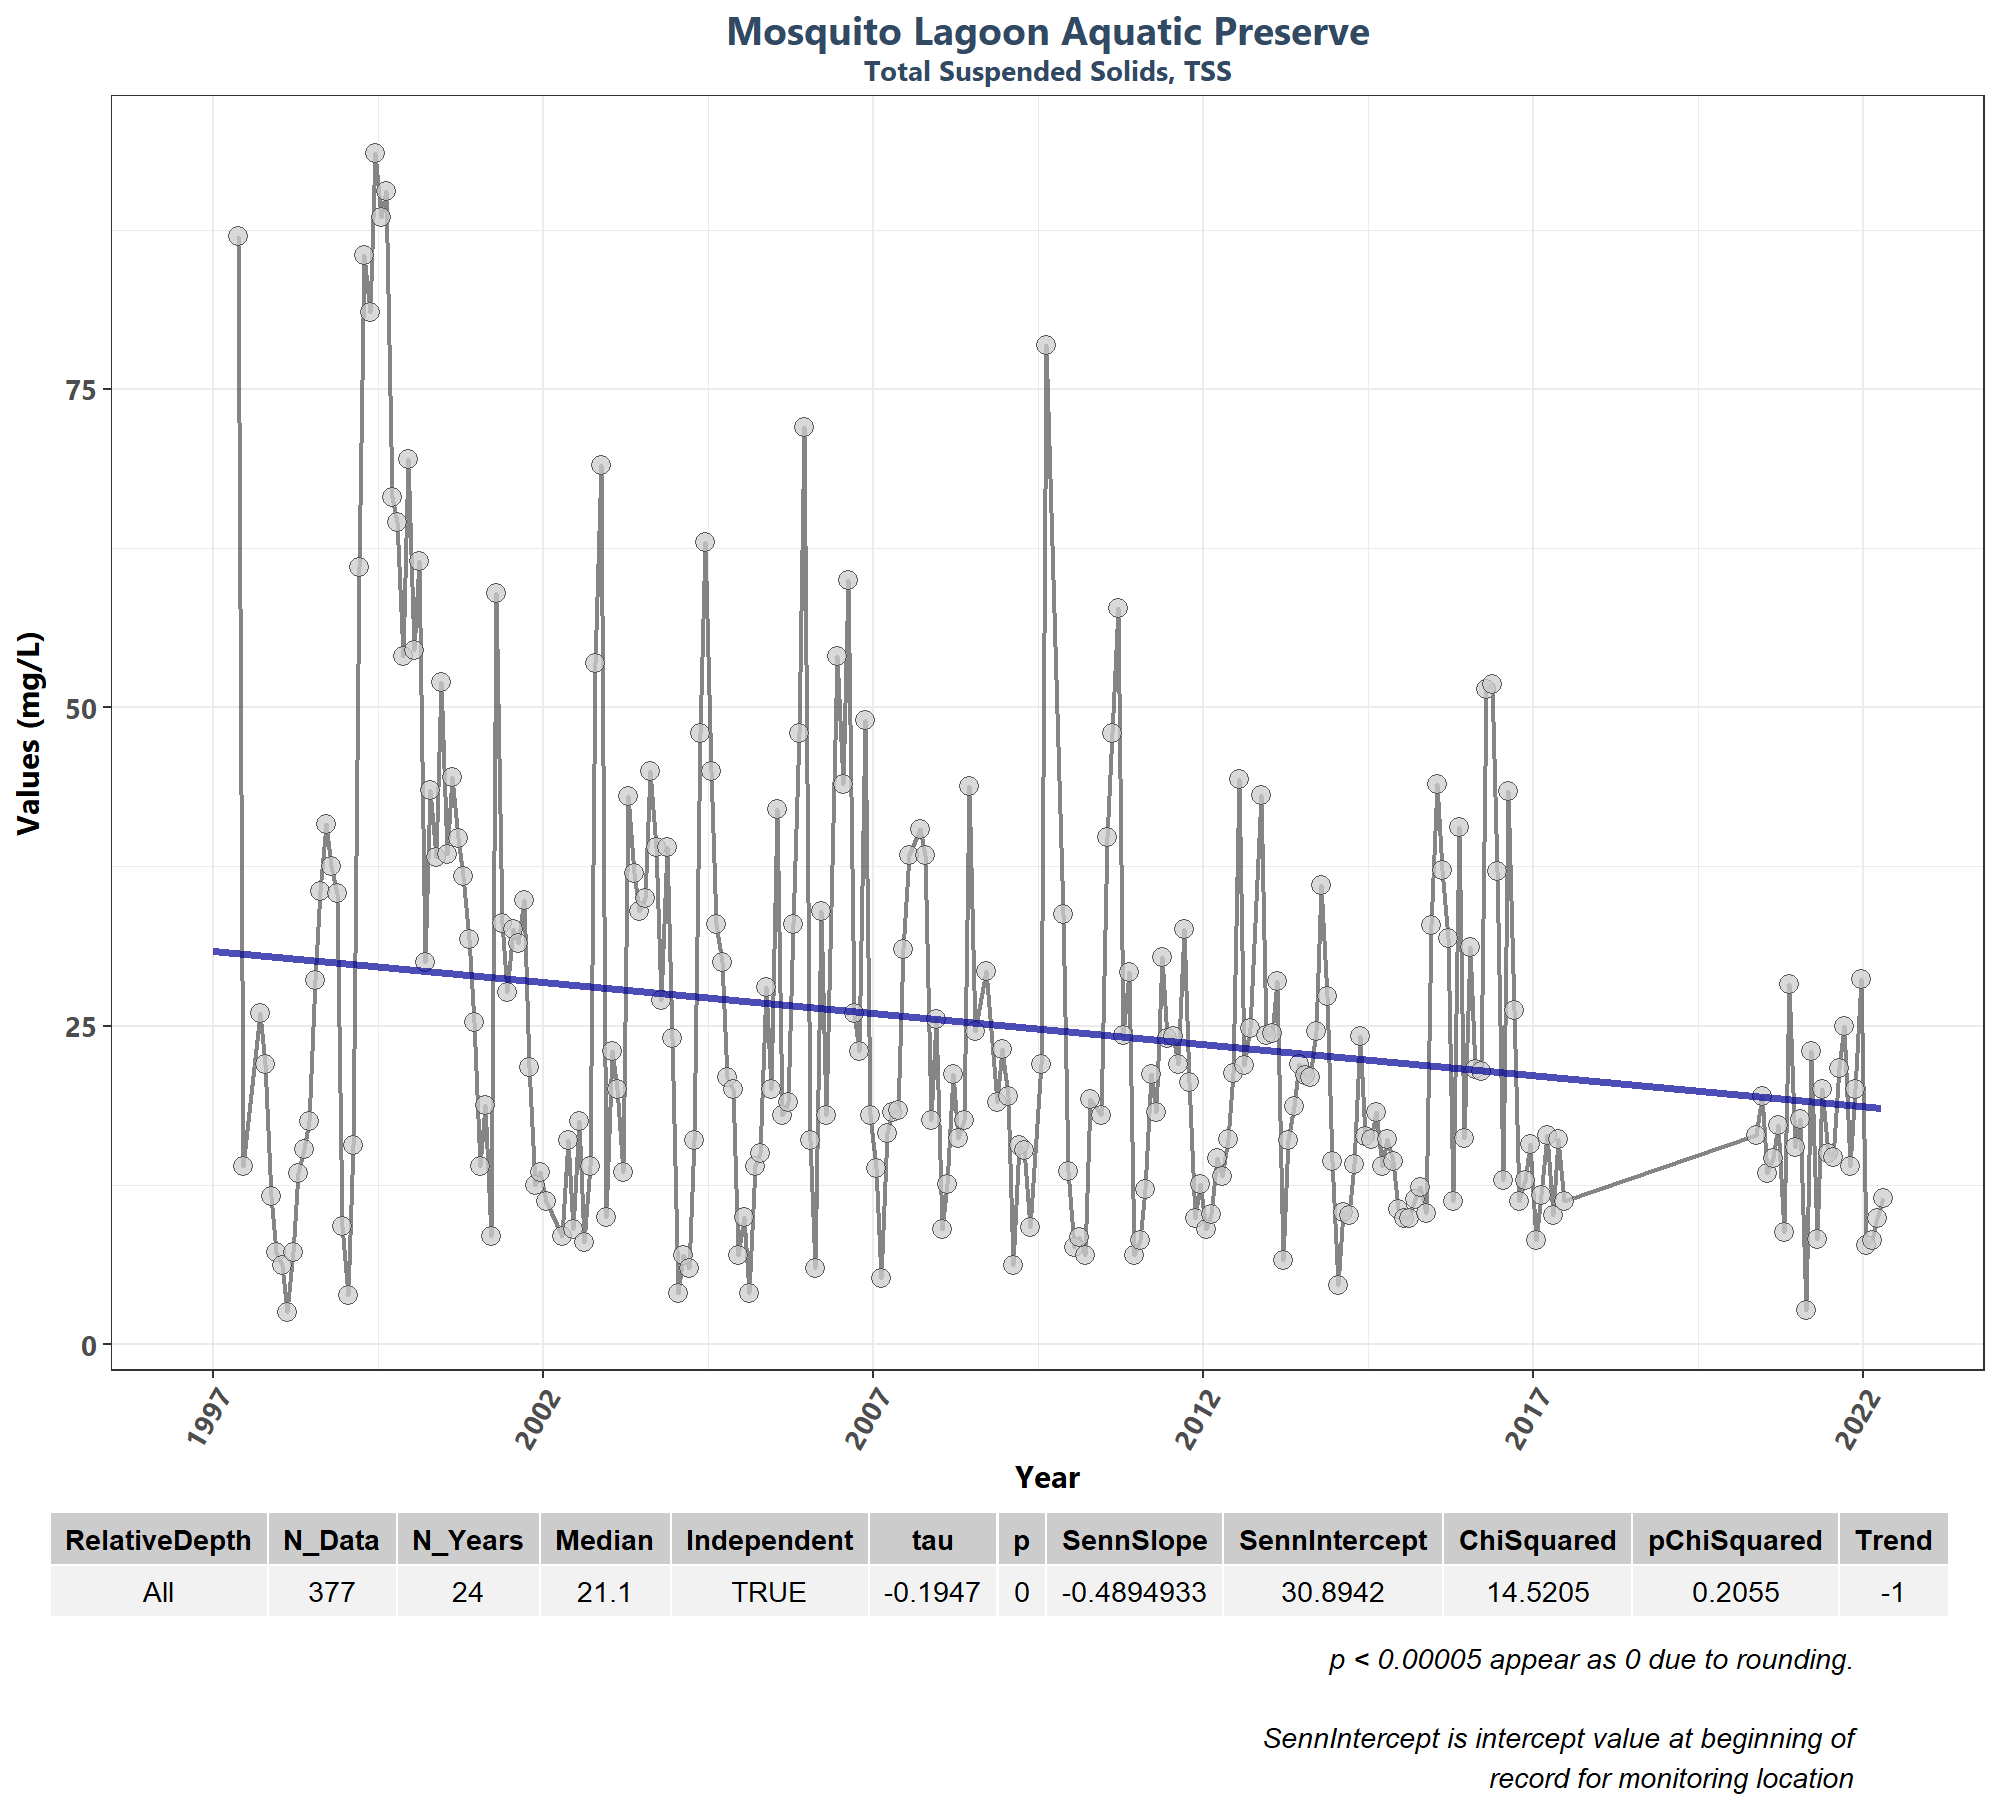 Mosquito Lagoon Aquatic Preserve
Total Suspended Solids, TSS
Values (mg/L)
75
50
25
0
1997
2002
2007
2012
2017
2022
Year
RelativeDepth N_Data N_Years Median Independent tau p SennSlope SennIntercept ChiSquared pChiSquared Trend
All 377 24 21.1 TRUE -0.1947 0 -0.4894933 30.8942 14.5205 0.2055 -1
p < 0.00005 appear as 0 due to rounding.
SennIntercept is intercept value at beginning of
record for monitoring location